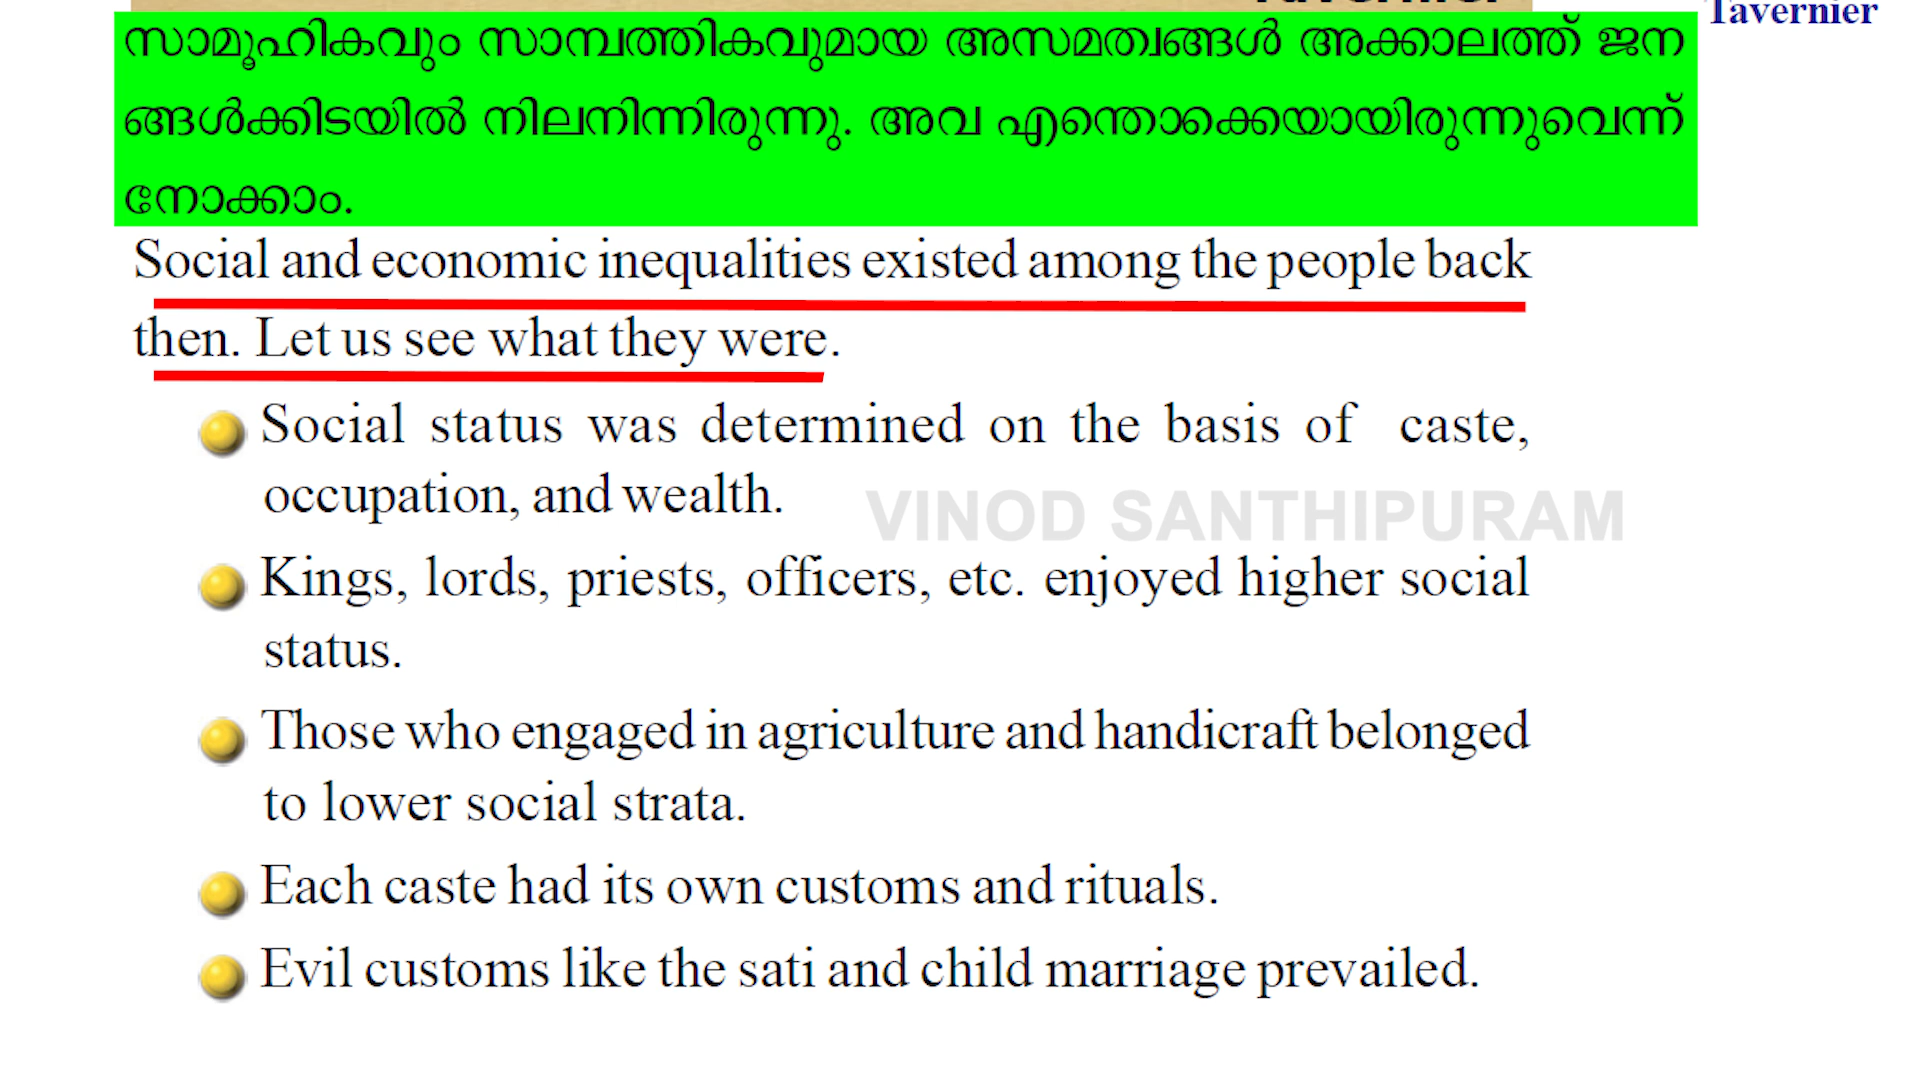 Tavernier
സാമൂഹികവും സാമ്പത്തികവുമായ അസമത്വങ്ങൾ അക്കാലത്ത് ജന
ങ്ങൾക്കിടയിൽ നിലനിന്നിരുന്നു. അവ എന്തൊക്കെയായിരുന്നുവെന്ന്
നോക്കാം.
Social and economic inequalities existed among the people back
then. Let us see what they were.
Social status was determined on the basis of caste,
occupation, and wealth.
VINOD SANTHIPURAM
Kings, lords, priests, officers, etc. enjoyed higher social
status.
Those who engaged in agriculture and handicraft belonged
to lower social strata.
Each caste had its own customs and rituals.
Evil customs like the sati and child marriage prevailed.